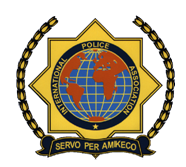 INTERNATIONAL POLICE ASSOCIATION
SERVO PER AMIKECO